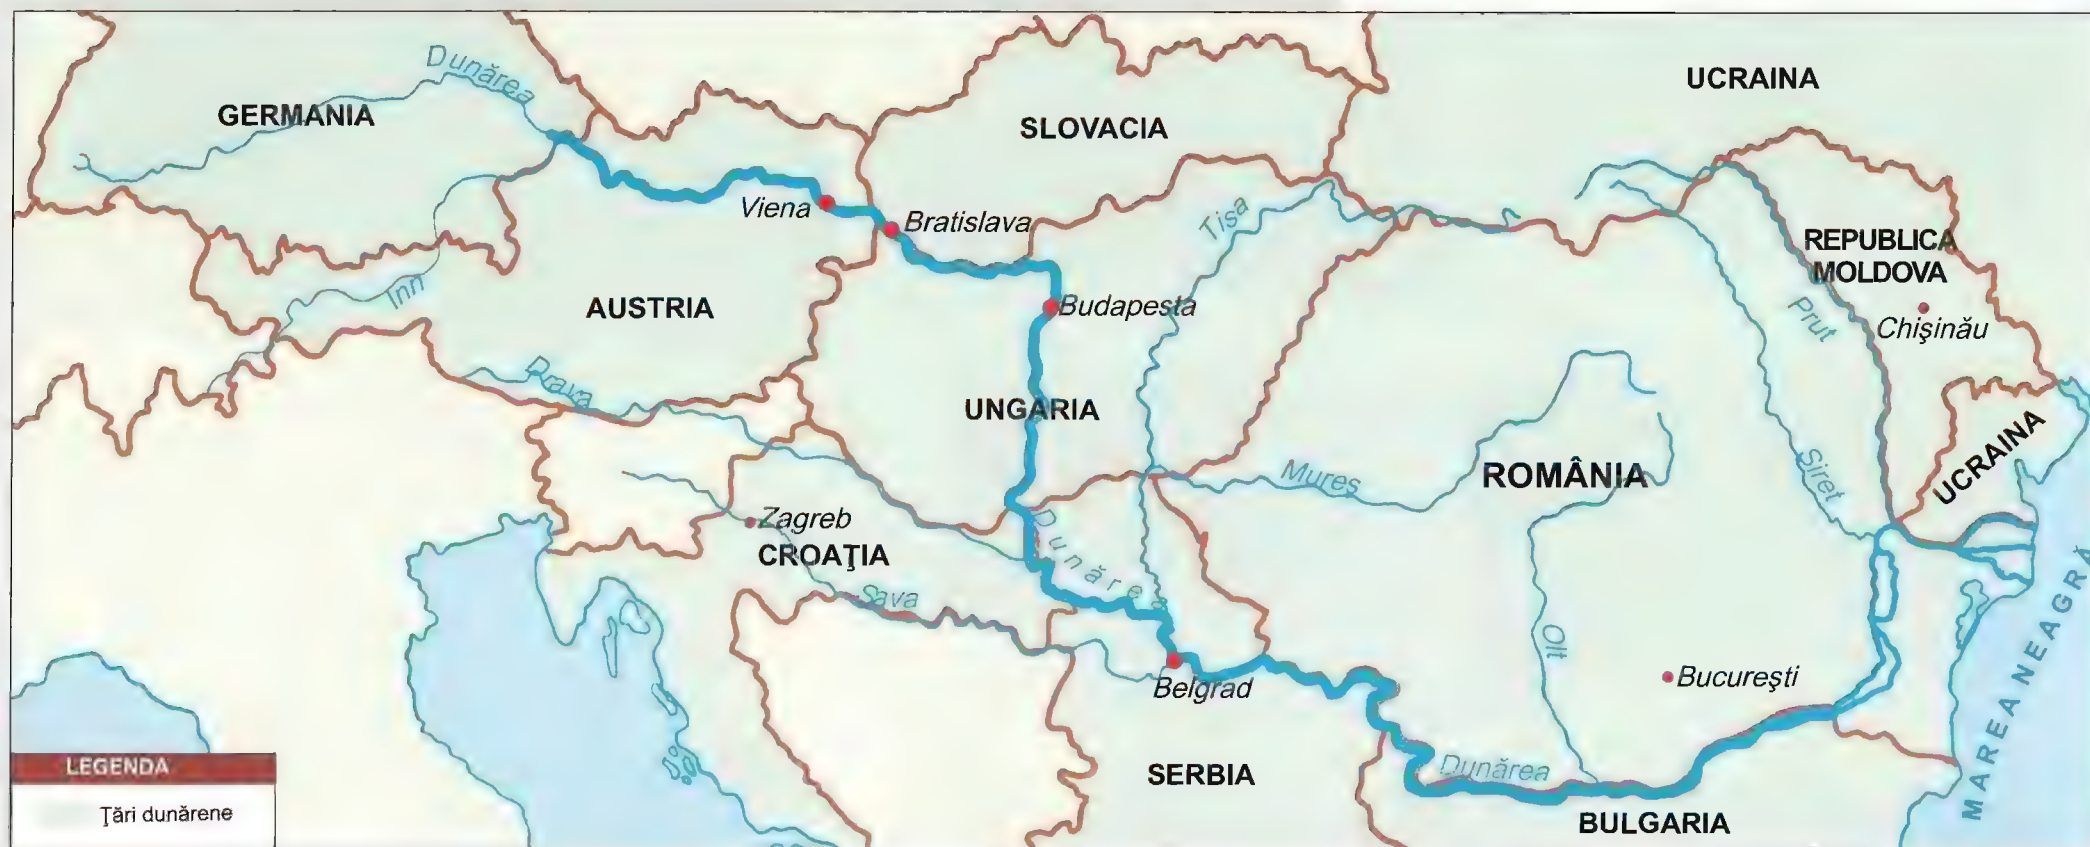 Dunărea
GERMANIA
SLOVACIA
UCRAINA
Viena
Bratislava
Tisa
REPUBLICA
MOLDOVA
Inn
AUSTRIA
Budapesta
Prut
Chişinău
Drava
UNGARIA
Mureş
ROMÂNIA
Siret
UCRAINA
Zagreb
CROAŢIA
Dunărea
Sava
Olt
Belgrad
Bucureşti
MAREA NEAGRĂ
SERBIA
Dunărea
BULGARIA
LEGENDA
Ţări dunărene